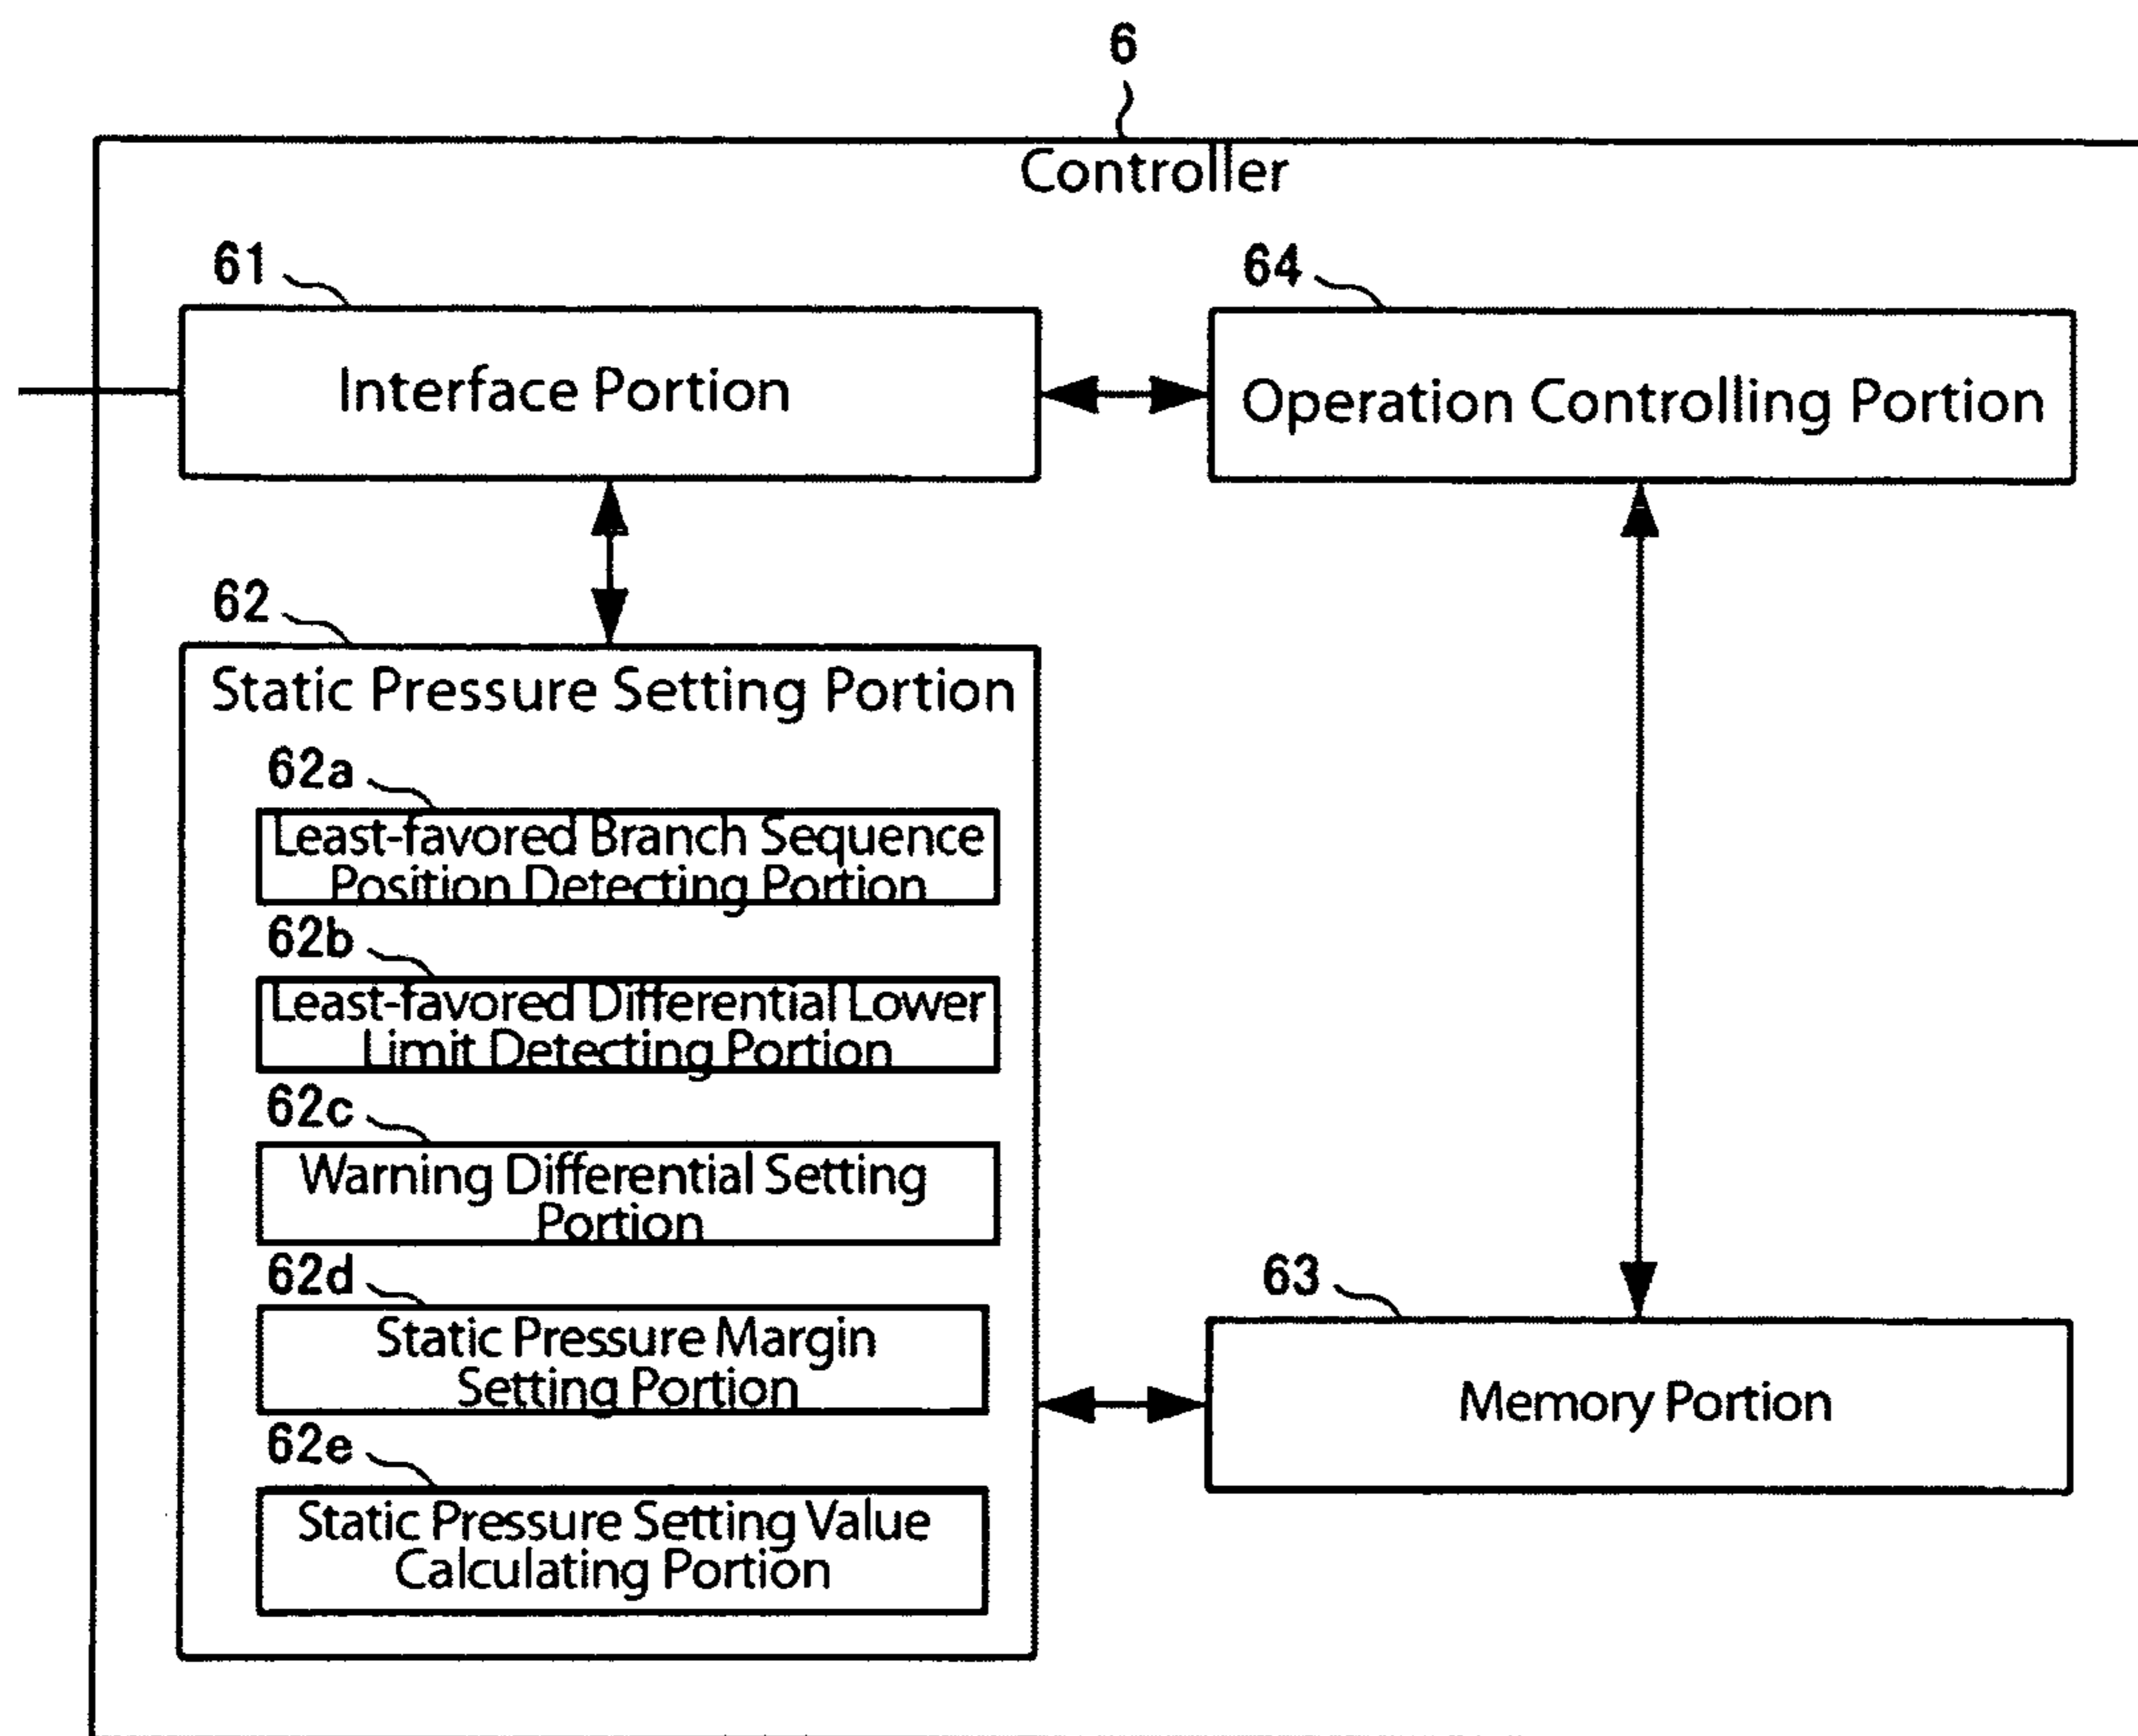 6
Controller
61
64
Interface Portion
Operation Controlling Portion
62
Static Pressure Setting Portion
62a
Least-favored Branch Sequence
Position Detecting Portion
62b
Least-favored Differential Lower
Limit Detecting Portion
62c
Warning Differential Setting
Portion
62d
63
Static Pressure Margin
Setting Portion
Memory Portion
62e
Static Pressure Setting Value
Calculating Portion